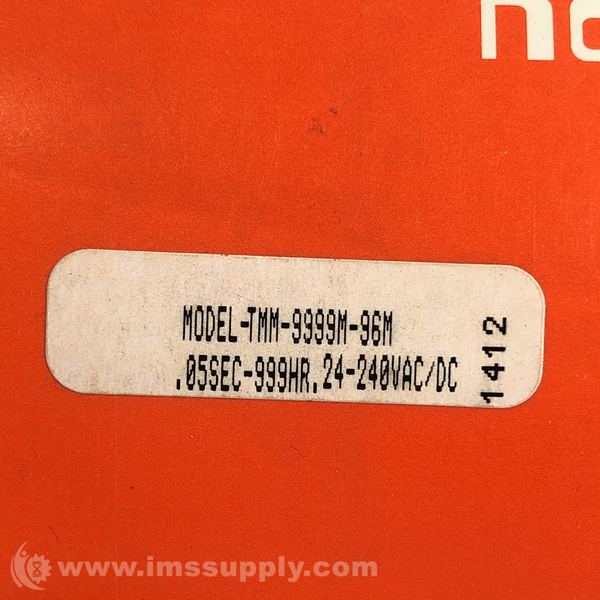 MODEL-TMM-9999M-96M
.05SEC-999HR,24-240VAC/DC
1412
www.imssupply.com